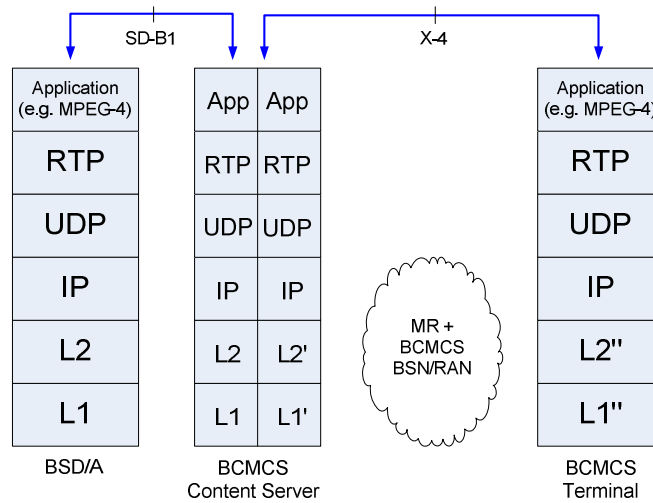 SD-B1
X-4
Application
(e.g. MPEG-4)
App
App
Application
(e.g. MPEG-4)
RTP
RTP
RTP
RTP
UDP
UDP
UDP
UDP
IP
IP
IP
IP
MR +
BCMCS
BSN/RAN
L2
L2
L2'
L2"
L1
L1
L1'
L1"
BSD/A
BCMCS
Content Server
BCMCS
Terminal